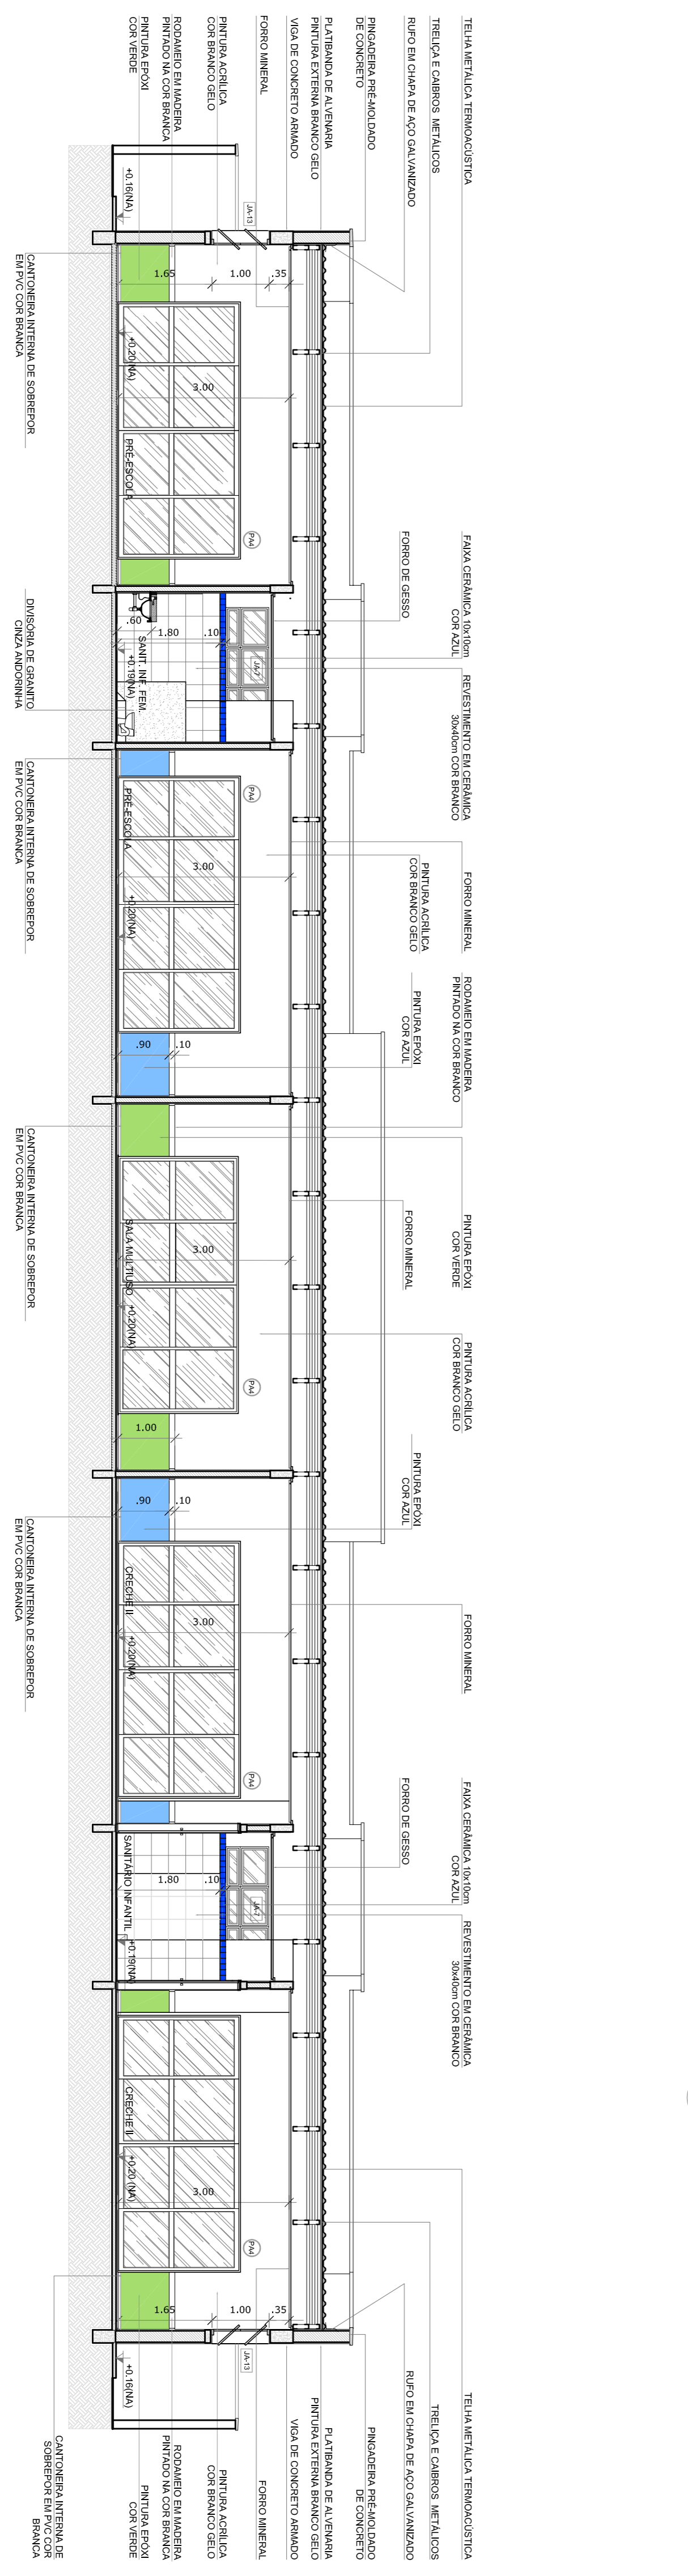 TELHA METÁLICA TERMOACÚSTICA
TRELIÇA E CAIBROS METÁLICOS
RUFO EM CHAPA DE AÇO GALVANIZADO
PINGADEIRA PRÉ-MOLDADO
DE CONCRETO
PLATIBANDA DE ALVENARIA
PINTURA EXTERNA BRANCO GELO
VIGA DE CONCRETO ARMADO
FORRO MINERAL
PINTURA ACRÍLICA
COR BRANCO GELO
RODAMEIO EM MADEIRA
PINTADO NA COR BRANCA
PINTURA EPÓXI
COR VERDE
+0.16(NA)
JA-13
.35
1.00
1.65
CANTONEIRA INTERNA DE SOBREPOR
EM PVC COR BRANCA
+0.20(NA)
3.00
PRÉ-ESCOLA
PA4
FAIXA CERÂMICA 10x10cm
COR AZUL
FORRO DE GESSO
REVESTIMENTO EM CERÂMICA
30x40cm COR BRANCO
JA-7
.10
1.80
.60
SANIT. INF. FEM.
+0.19(NA)
DIVISÓRIA DE GRANITO
CINZA ANDORINHA
CANTONEIRA INTERNA DE SOBREPOR
EM PVC COR BRANCA
PA4
PRÉ-ESCOLA
3.00
+0.20(NA)
FORRO MINERAL
PINTURA ACRÍLICA
COR BRANCO GELO
RODAMEIO EM MADEIRA
PINTADO NA COR BRANCO
PINTURA EPÓXI
COR AZUL
.90
.10
CANTONEIRA INTERNA DE SOBREPOR
EM PVC COR BRANCA
PINTURA EPÓXI
COR VERDE
FORRO MINERAL
SALA MULTIUSO
3.00
+0.20(NA)
PA4
PINTURA ACRÍLICA
COR BRANCO GELO
1.00
PINTURA EPÓXI
COR AZUL
.90
.10
CANTONEIRA INTERNA DE SOBREPOR
EM PVC COR BRANCA
CRECHE II
3.00
+0.20(NA)
FORRO MINERAL
PA4
FAIXA CERÂMICA 10x10cm
COR AZUL
FORRO DE GESSO
REVESTIMENTO EM CERÂMICA
30x40cm COR BRANCO
JA-7
.10
1.80
SANITÁRIO INFANTIL
+0.19(NA)
CRECHE II
+0.20 (NA)
3.00
PA4
.35
1.00
1.65
JA-13
+0.16(NA)
TELHA METÁLICA TERMOACÚSTICA
TRELIÇA E CAIBROS METÁLICOS
RUFO EM CHAPA DE AÇO GALVANIZADO
PINGADEIRA PRÉ-MOLDADO
DE CONCRETO
PLATIBANDA DE ALVENARIA
PINTURA EXTERNA BRANCO GELO
VIGA DE CONCRETO ARMADO
FORRO MINERAL
PINTURA ACRÍLICA
COR BRANCO GELO
RODAMEIO EM MADEIRA
PINTADO NA COR BRANCA
PINTURA EPÓXI
COR VERDE
CANTONEIRA INTERNA DE
SOBREPOR EM PVC COR
BRANCA